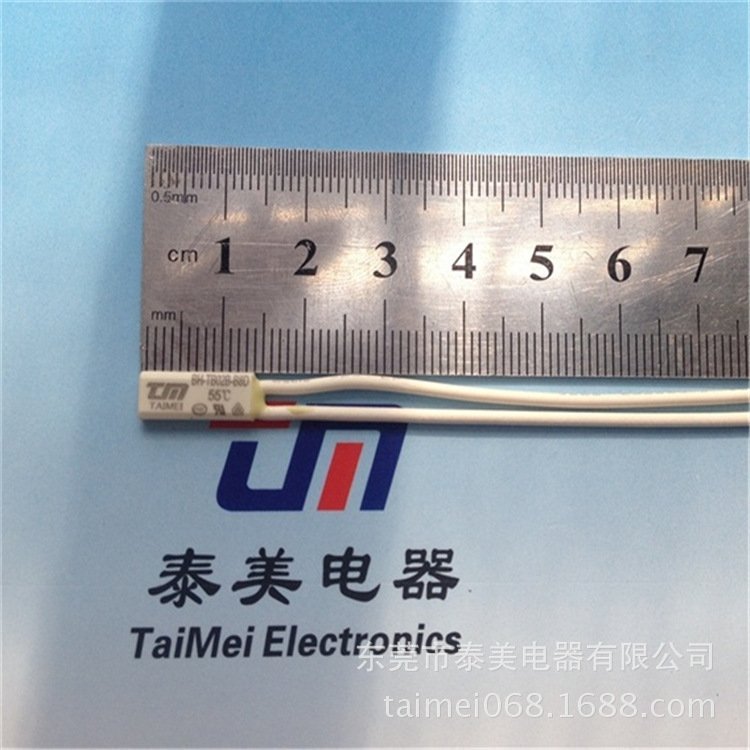 0.5mm
cm 1 2 3 4 5 6 7
mm
BH-TB02B-B8D
TM 55℃
TAIMEI
泰美电器
TaiMei Electronics
东莞市泰美电器有限公司
taimei068.1688.com